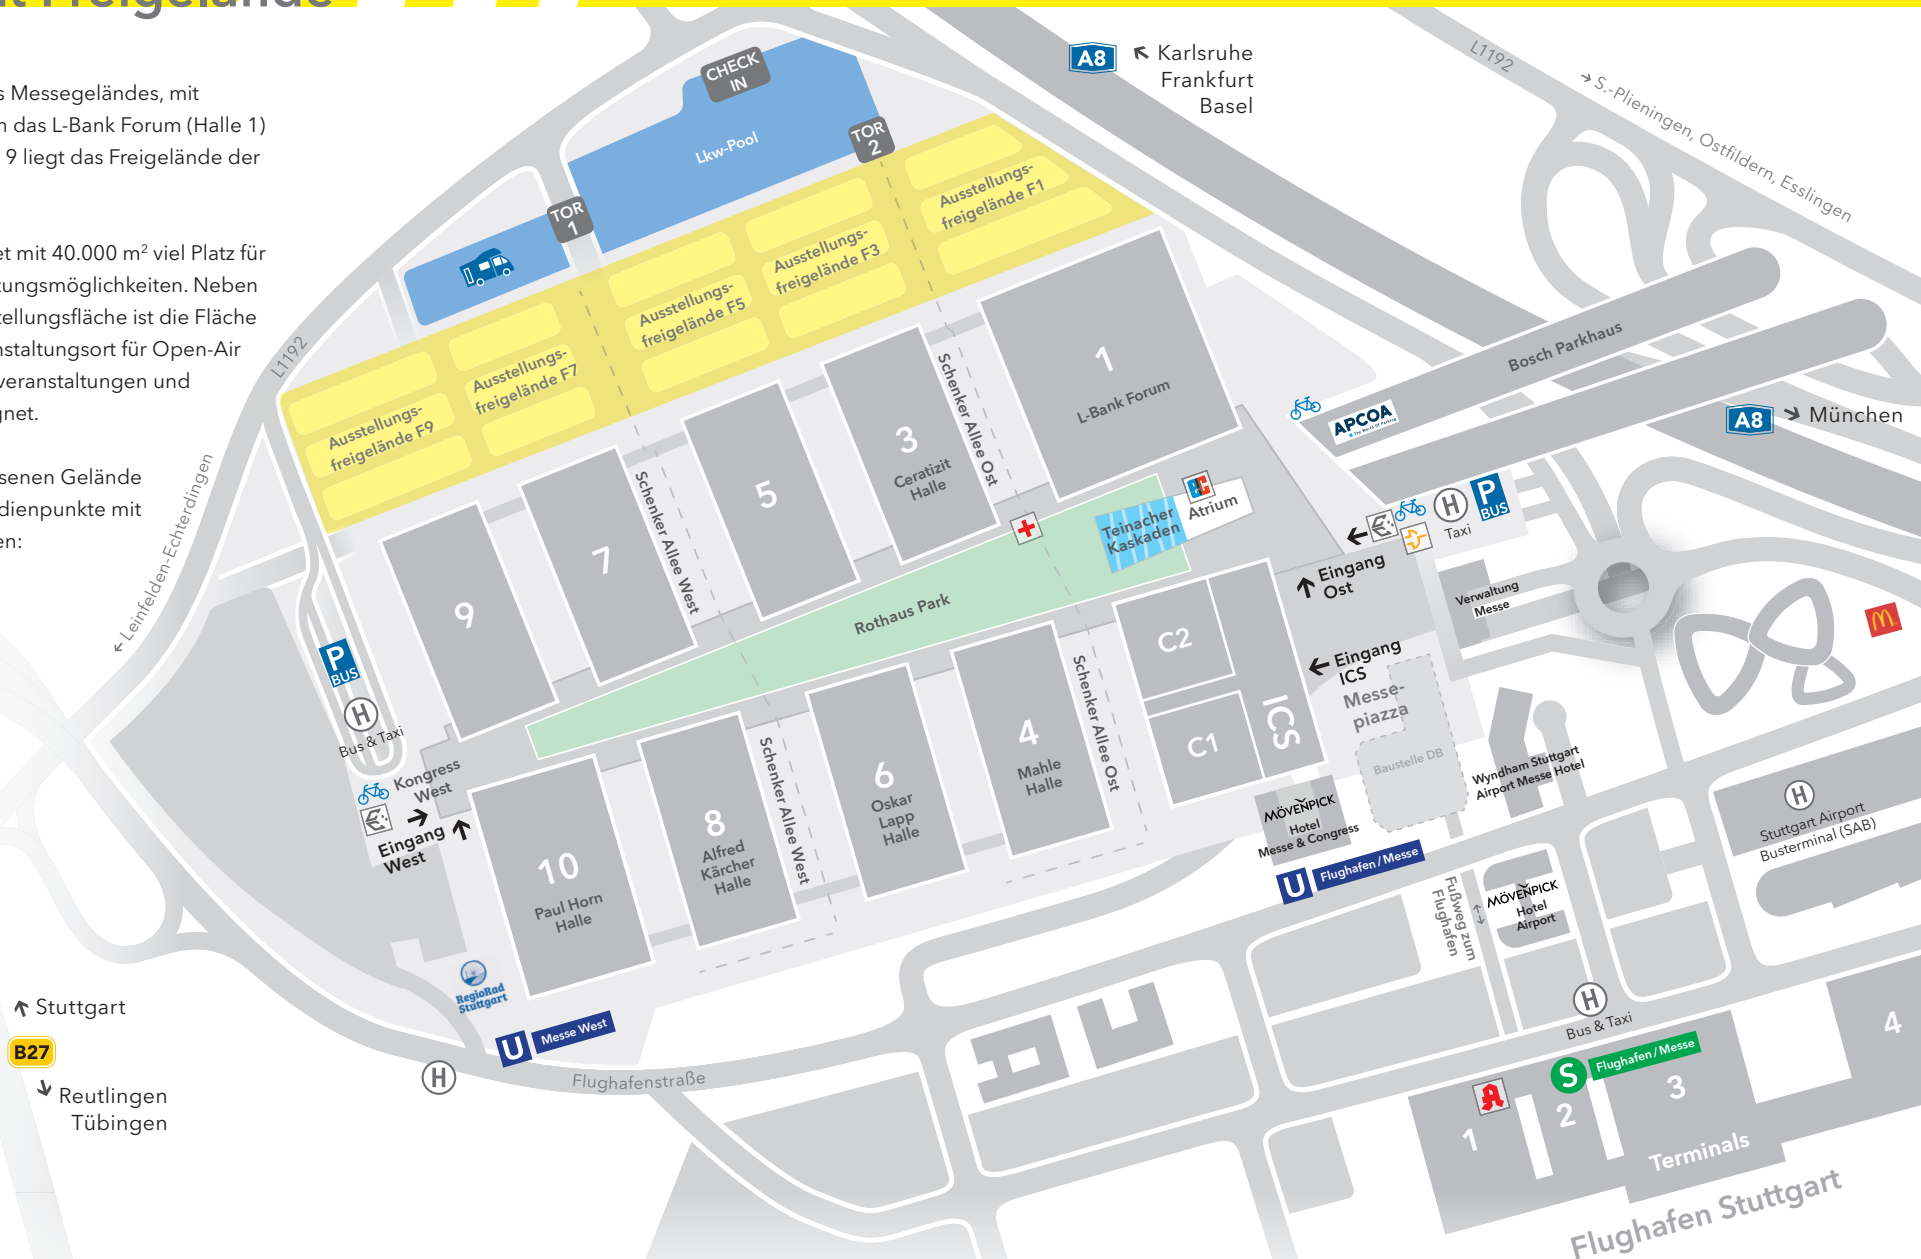 s Messegeländes, mit
n das L-Bank Forum (Halle 1)
9 liegt das Freigelände der
et mit 40.000 m² viel Platz für
tungsmöglichkeiten. Neben
tellungsfläche ist die Fläche
nstaltungsort für Open-Air
veranstaltungen und
gnet.
senen Gelände
dienpunkte mit
en:
CHECK
IN
Lkw-Pool
TOR
1
TOR
2
A8
Karlsruhe
Frankfurt
Basel
L1192
S.-Plieningen, Ostfildern, Esslingen
Ausstellungs-
freigelände F1
Ausstellungs-
freigelände F3
Ausstellungs-
freigelände F5
Ausstellungs-
freigelände F7
Ausstellungs-
freigelände F9
L1192
Leinfelden-Echterdingen
1
L-Bank Forum
3
Ceratizit
Halle
5
7
9
Schenker Allee Ost
Schenker Allee West
Bosch Parkhaus
APCOA
A8
München
Teinacher
Kaskaden
Atrium
Rothaus Park
H
Taxi
P
BUS
Eingang
Ost
Verwaltung
Messe
Eingang
ICS
Messe-
piazza
Baustelle DB
C2
C1
ICS
4
Mahle
Halle
6
Oskar
Lapp
Halle
8
Alfred
Kärcher
Halle
10
Paul Horn
Halle
Schenker Allee West
Schenker Allee Ost
P
BUS
H
Bus & Taxi
Kongress
West
Eingang
West
Wyndham Stuttgart
Airport Messe Hotel
MÖVENPICK
Hotel
Messe & Congress
U
Flughafen / Messe
Fußweg zum
Flughafen
MÖVENPICK
Hotel
Airport
H
Stuttgart Airport
Busterminal (SAB)
RegioRad
Stuttgart
U
Messe West
H
Flughafenstraße
Stuttgart
B27
Reutlingen
Tübingen
H
Bus & Taxi
S
Flughafen / Messe
1
2
3
4
Terminals
Flughafen Stuttgart